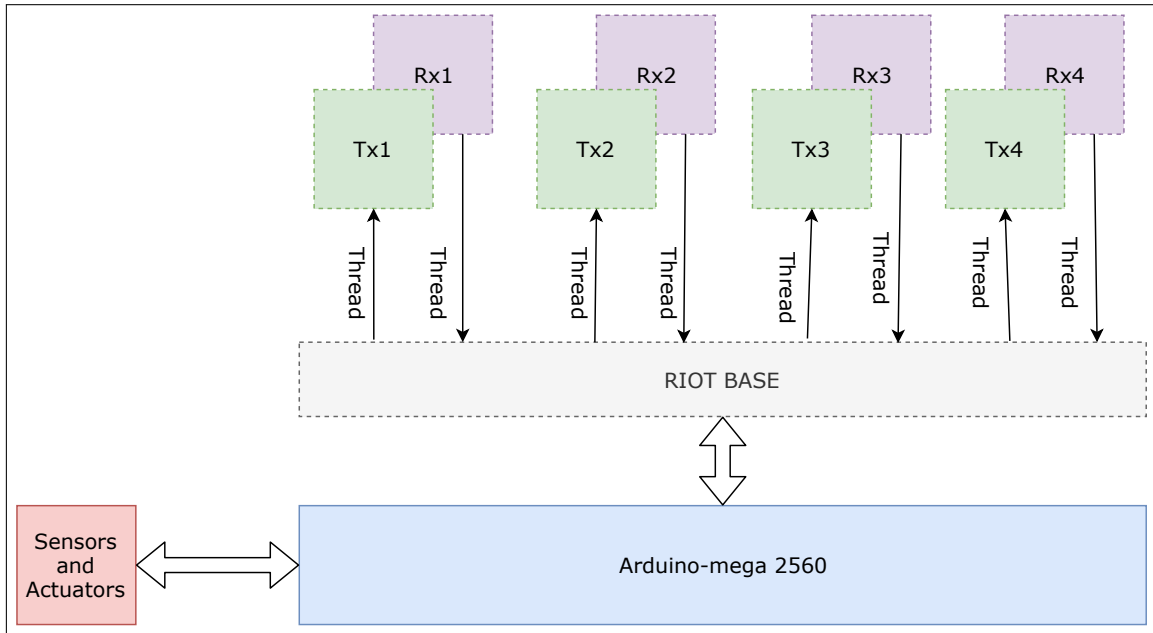 Rx1
Rx2
Rx3
Rx4
Tx1
Tx2
Tx3
Tx4
Thread
Thread
Thread
Thread
Thread
Thread
Thread
Thread
RIOT BASE
Sensors
and
Actuators
Arduino-mega 2560